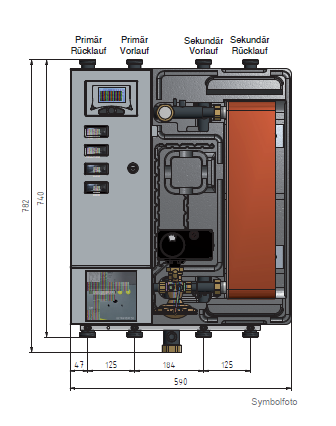 Primär Primär Sekundär Sekundär
Rücklauf Vorlauf Vorlauf Rücklauf
782
740
47 125 184 125
590
Symbolfoto